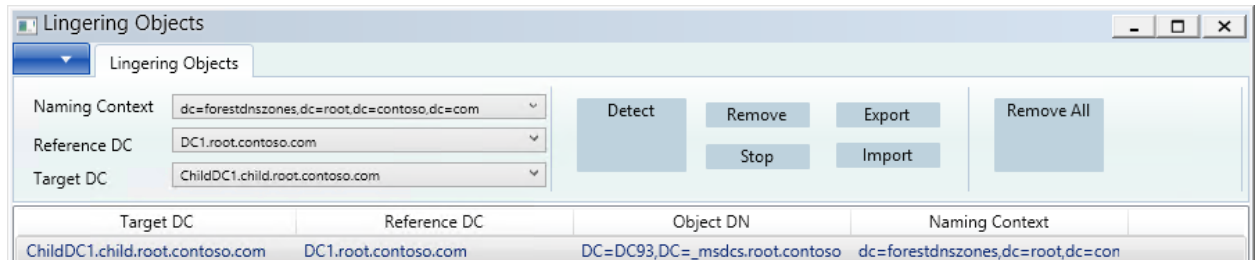 Lingering Objects
Lingering Objects
Naming Context dc=forestdnszones,dc=root,dc=contoso,dc=com Detect Remove Export Remove All
Reference DC DC1.root.contoso.com Stop Import
Target DC ChildDC1.child.root.contoso.com
Target DC Reference DC Object DN Naming Context
ChildDC1.child.root.contoso.com DC1.root.contoso.com DC=DC93,DC=_msdcs.root.contoso dc=forestdnszones,dc=root,dc=con